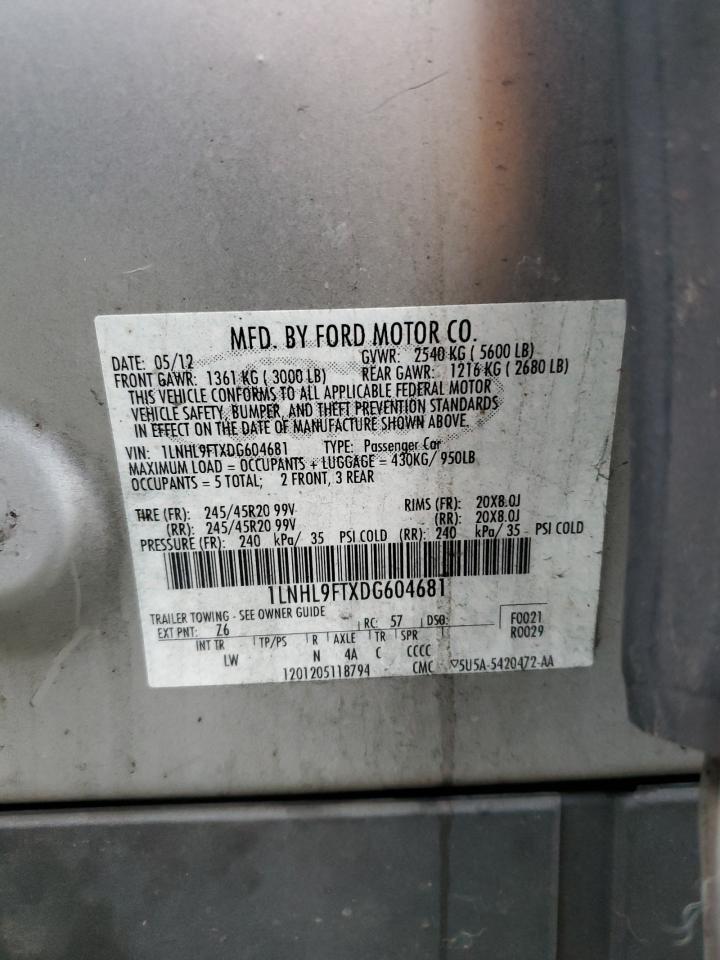 MFD. BY FORD MOTOR CO.
DATE: 05/12 GVWR: 2540 KG ( 5600 LB)
FRONT GAWR: 1361 KG ( 3000 LB) REAR GAWR: 1216 KG ( 2680 LB)
THIS VEHICLE CONFORMS TO ALL APPLICABLE FEDERAL MOTOR
VEHICLE SAFETY, BUMPER, AND THEFT PREVENTION STANDARDS
IN EFFECT ON THE DATE OF MANUFACTURE SHOWN ABOVE.
VIN: 1LNHL9FTXDG604681 TYPE: Passenger Car
MAXIMUM LOAD = OCCUPANTS + LUGGAGE = 430KG/ 950LB
OCCUPANTS = 5 TOTAL; 2 FRONT, 3 REAR
TIRE (FR): 245/45R20 99V RIMS (FR): 20X8.0J
(RR): 245/45R20 99V (RR): 20X8.0J
PRESSURE (FR): 240 kPa/ 35 PSI COLD (RR): 240 kPa/ 35 PSI COLD
1LNHL9FTXDG604681
TRAILER TOWING - SEE OWNER GUIDE
EXT PNT: Z6 RC: 57 DSO: F0021
R0029
INT TR TP/PS R AXLE TR SPR
LW N 4A C CCCC
1201205118794 CMC ▽5U5A-5420472-AA